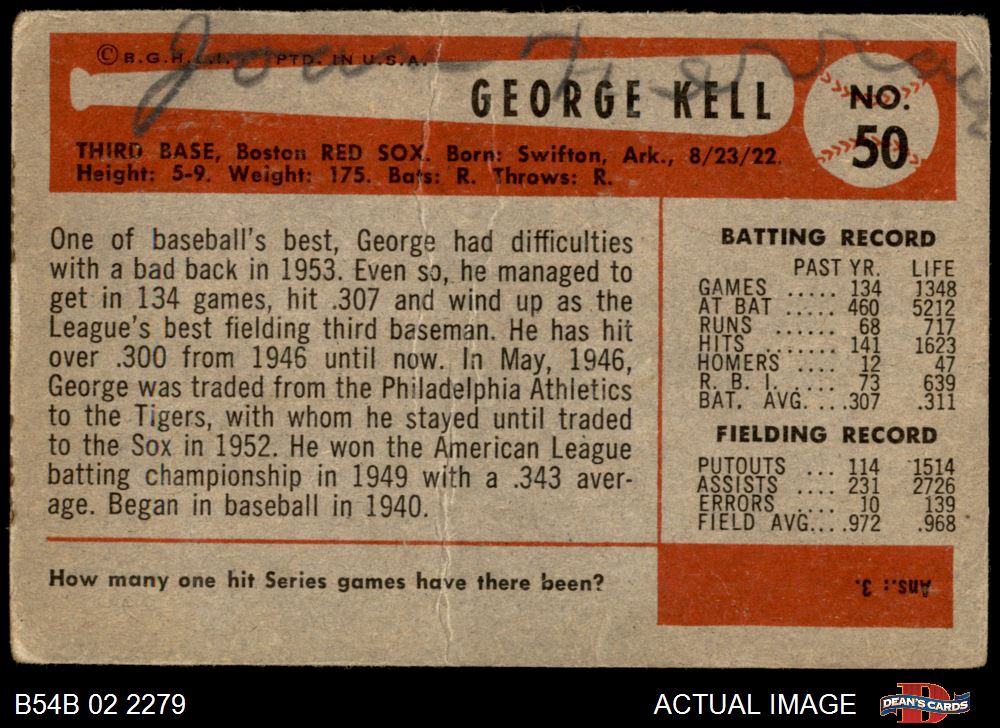 © B.G.H.L.I. PTD. IN U.S.A.
GEORGE KELL
NO.
50
THIRD BASE, Boston RED SOX. Born: Swifton, Ark., 8/23/22.
Height: 5-9. Weight: 175. Bats: R. Throws: R.
One of baseball's best, George had difficulties
with a bad back in 1953. Even so, he managed to
get in 134 games, hit .307 and wind up as the
League's best fielding third baseman. He has hit
over .300 from 1946 until now. In May, 1946,
George was traded from the Philadelphia Athletics
to the Tigers, with whom he stayed until traded
to the Sox in 1952. He won the American League
batting championship in 1949 with a .343 aver-
age. Began in baseball in 1940.
BATTING RECORD
PAST YR. LIFE
GAMES ..... 134 1348
AT BAT ..... 460 5212
RUNS ...... 68 717
HITS ....... 141 1623
HOMERS ..... 12 47
R. B. I. .... 73 639
BAT. AVG. ... .307 .311
FIELDING RECORD
PUTOUTS ... 114 1514
ASSISTS .... 231 2726
ERRORS .... 10 139
FIELD AVG.... .972 .968
How many one hit Series games have there been?
Ans.: 3.
B54B 02 2279
ACTUAL IMAGE
DEAN'S CARDS